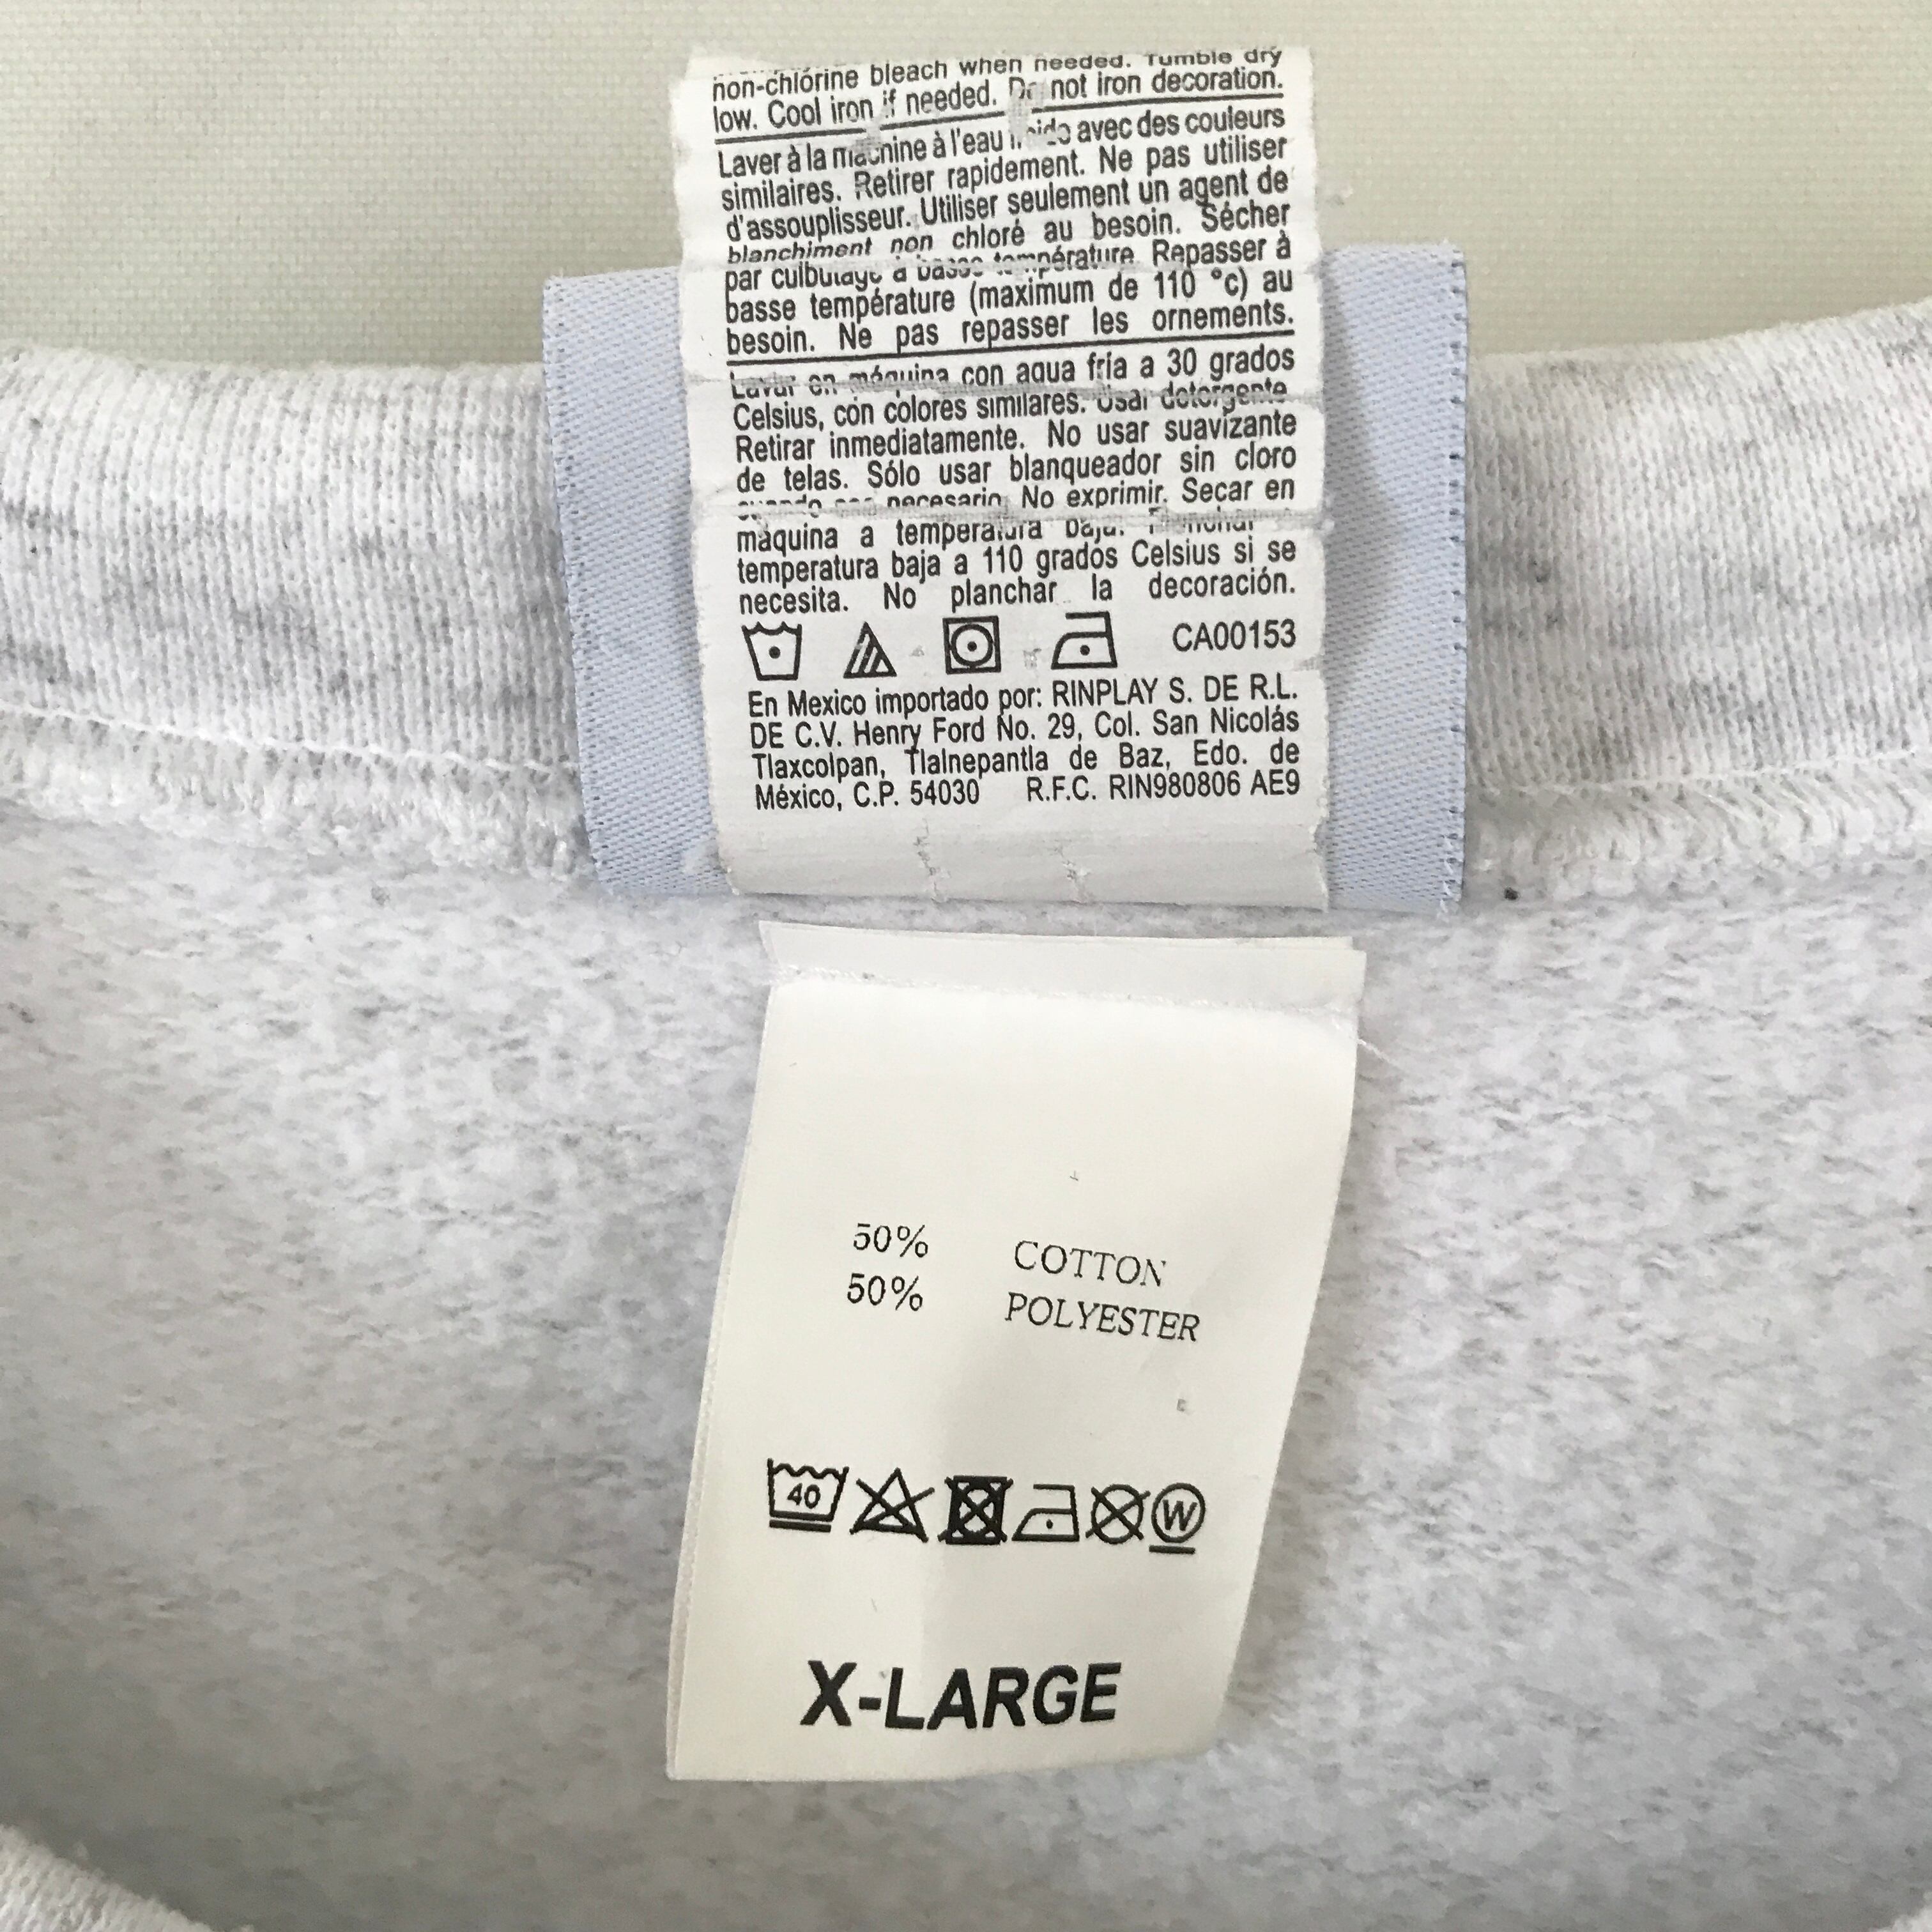 non-chlorine bleach when needed. Tumble dry
low. Cool iron if needed. Do not iron decoration.
Laver à la machine à l'eau avec des couleurs
similaires. Retirer rapidement. Ne pas utiliser
d'assouplisseur. Utiliser seulement un agent de
blanchiment non chloré au besoin. Sécher
par culbutage à basse température. Repasser à
basse température (maximum de 110 °c) au
besoin. Ne pas repasser les ornements.
Lavar en máquina con agua fría a 30 grados
Celsius, con colores similares. Usar detergente.
Retirar inmediatamente. No usar suavizante
de telas. Sólo usar blanqueador sin cloro
cuando sea necesario. No exprimir. Secar en
máquina a temperatura baja. Planchar
temperatura baja a 110 grados Celsius si se
necesita. No planchar la decoración.
CA00153
En Mexico importado por: RINPLAY S. DE R.L.
DE C.V. Henry Ford No. 29, Col. San Nicolás
Tlaxcolpan, Tlalnepantla de Baz, Edo. de
México, C.P. 54030 R.F.C. RIN980806 AE9
50% COTTON
50% POLYESTER
40 W
X-LARGE